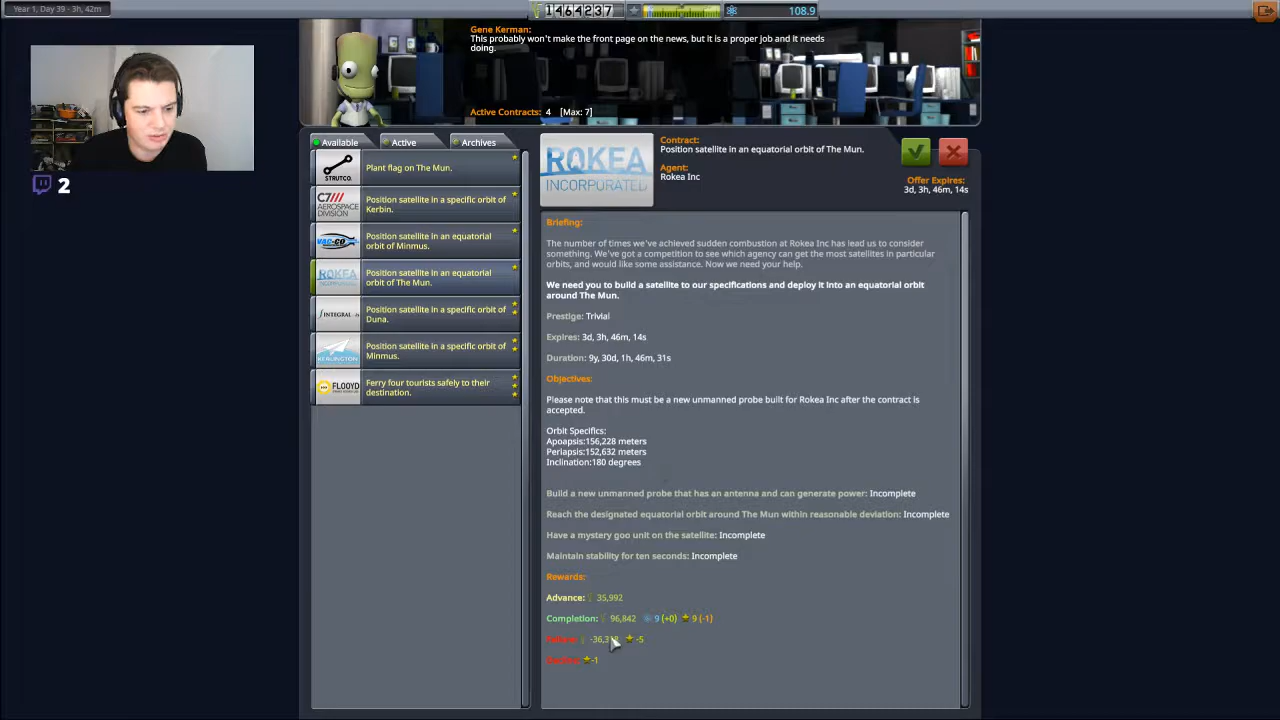 Year 1, Day 39 - 3h, 42m
1464237
108.9
Gene Kerman:
This probably won't make the front page on the news, but it is a proper job and it needs
doing.
Active Contracts: 4 [Max: 7]
2
Available
Active
Archives
STRUTCO.
Plant flag on The Mun.
C7///
AEROSPACE
DIVISION
Position satellite in a specific orbit of
Kerbin.
VAC-CO
Position satellite in an equatorial
orbit of Minmus.
ROKEA
Position satellite in an equatorial
orbit of The Mun.
INTEGRAL
Position satellite in a specific orbit of
Duna.
KERLINGTON
Position satellite in a specific orbit of
Minmus.
FLOOYD
Ferry four tourists safely to their
destination.
ROKEA
INCORPORATED
Contract:
Position satellite in an equatorial orbit of The Mun.
Agent:
Rokea Inc
Offer Expires:
3d, 3h, 46m, 14s
Briefing:
The number of times we've achieved sudden combustion at Rokea Inc has lead us to consider
something. We've got a competition to see which agency can get the most satellites in particular
orbits, and would like some assistance. Now we need your help.
We need you to build a satellite to our specifications and deploy it into an equatorial orbit
around The Mun.
Prestige: Trivial
Expires: 3d, 3h, 46m, 14s
Duration: 9y, 30d, 1h, 46m, 31s
Objectives:
Please note that this must be a new unmanned probe built for Rokea Inc after the contract is
accepted.
Orbit Specifics:
Apoapsis:156,228 meters
Periapsis:152,632 meters
Inclination:180 degrees
Build a new unmanned probe that has an antenna and can generate power: Incomplete
Reach the designated equatorial orbit around The Mun within reasonable deviation: Incomplete
Have a mystery goo unit on the satellite: Incomplete
Maintain stability for ten seconds: Incomplete
Rewards:
Advance: 35,992
Completion: 96,842 9 (+0) 9 (-1)
-5
-1